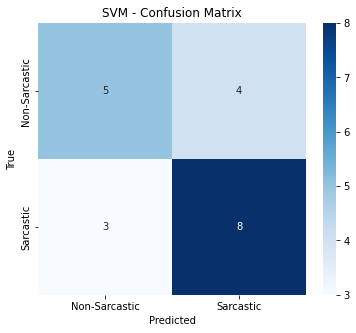 SVM - Confusion Matrix
Non-Sarcastic
5
4
True
Sarcastic
3
8
Non-Sarcastic
Sarcastic
Predicted
8
7
6
5
4
3